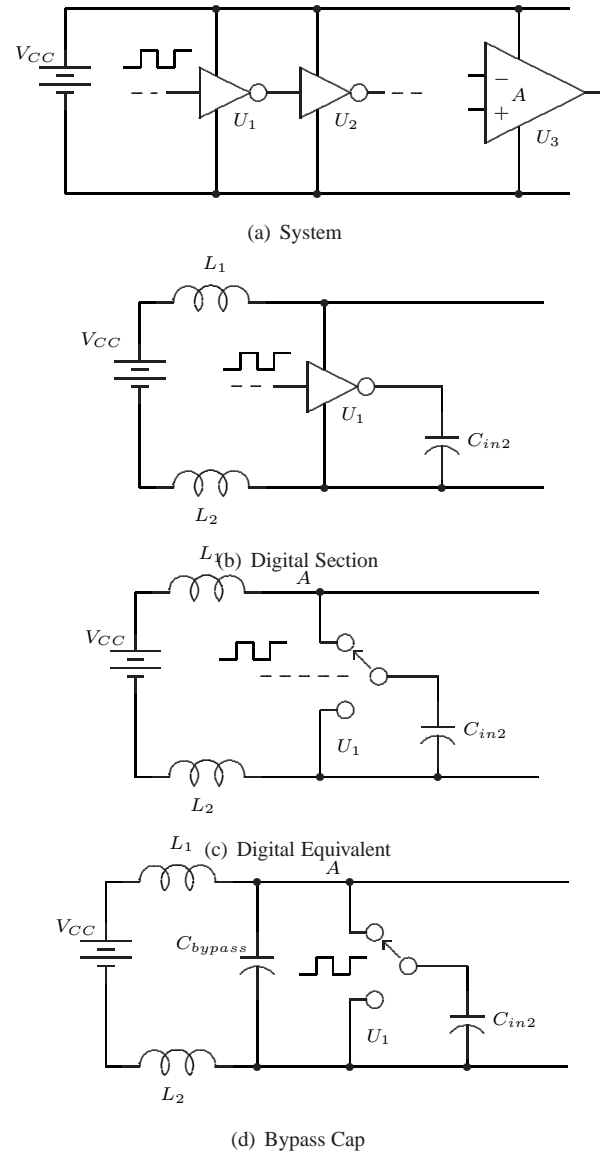 V_CC
U_1
U_2
−
A
+
U_3
(a) System
L_1
V_CC
U_1
C_in2
L_2
(b) Digital Section
L_1
A
V_CC
C_in2
U_1
L_2
(c) Digital Equivalent
L_1
A
V_CC
C_bypass
C_in2
U_1
L_2
(d) Bypass Cap